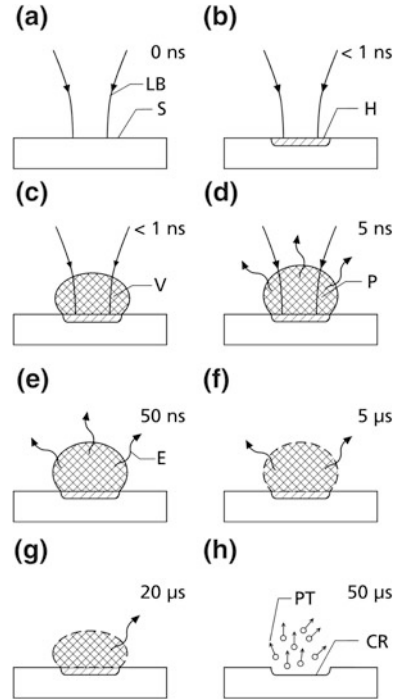 (a)
0 ns
LB
S
(b)
< 1 ns
H
(c)
< 1 ns
V
(d)
5 ns
P
(e)
50 ns
E
(f)
5 µs
(g)
20 µs
(h)
PT
50 µs
CR